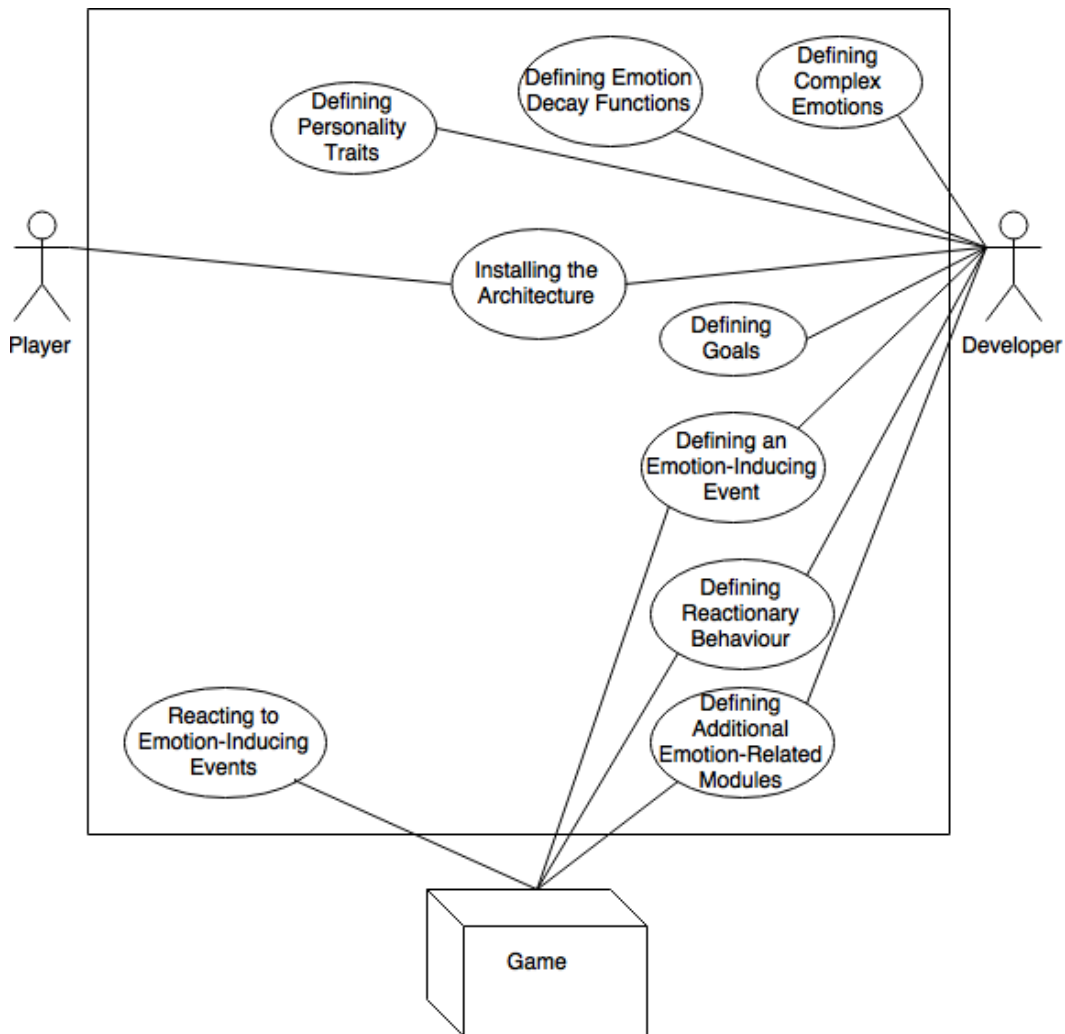 Defining
Complex
Emotions
Defining Emotion
Decay Functions
Defining
Personality
Traits
Installing the
Architecture
Player
Defining
Goals
Developer
Defining an
Emotion-Inducing
Event
Defining
Reactionary
Behaviour
Reacting to
Emotion-Inducing
Events
Defining
Additional
Emotion-Related
Modules
Game